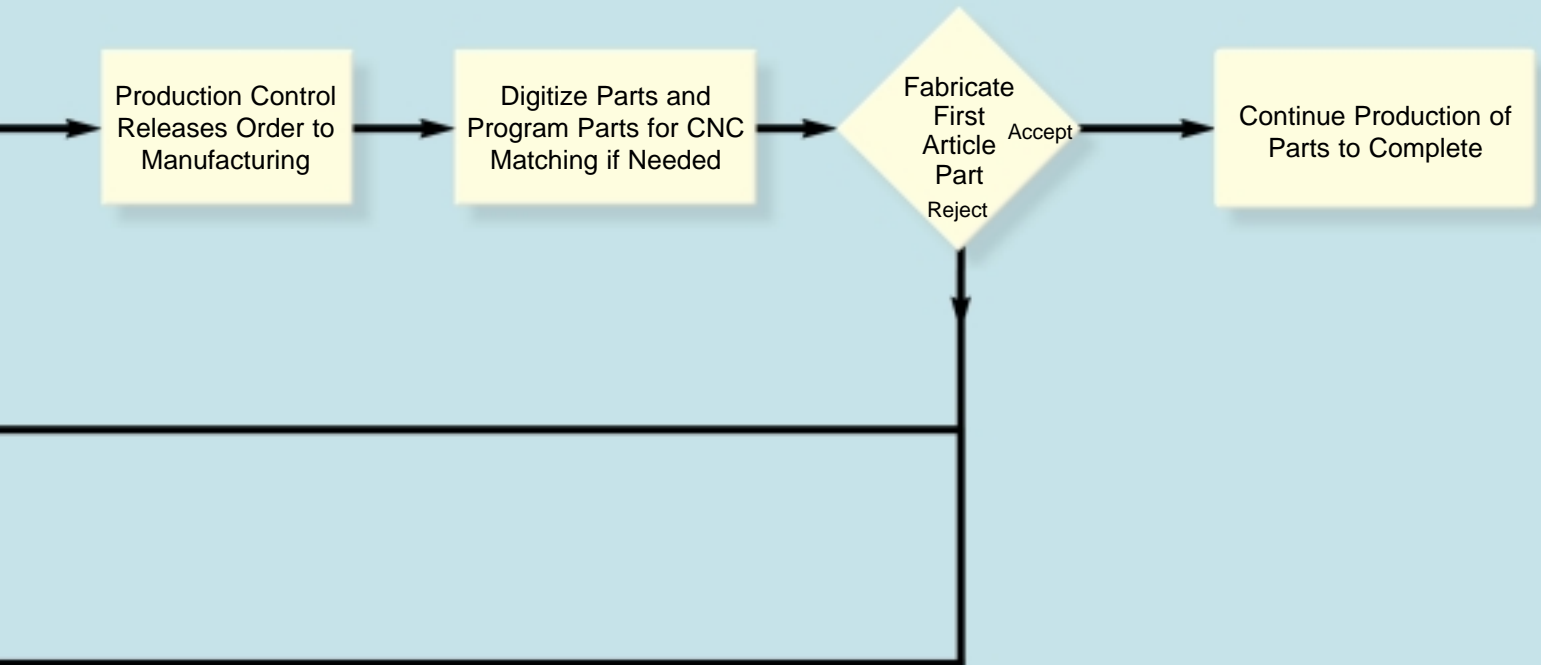 Production Control
Releases Order to
Manufacturing
Digitize Parts and
Program Parts for CNC
Matching if Needed
Fabricate
First
Article
Part
Accept
Reject
Continue Production of
Parts to Complete